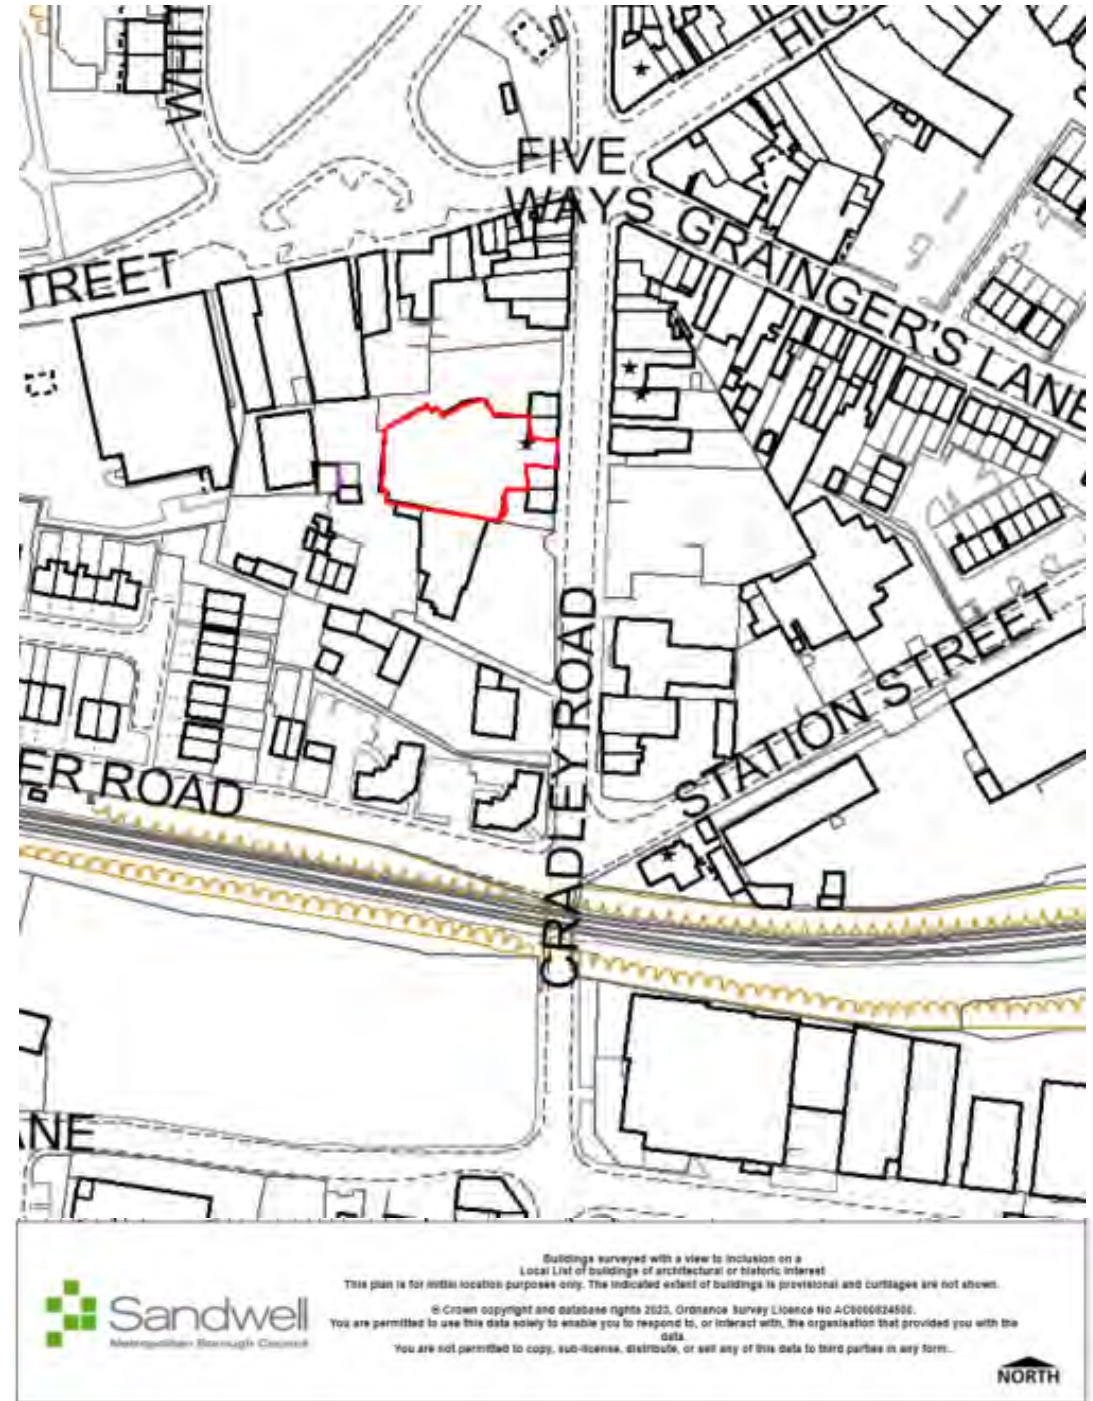 WHI
HIG
FIVE
WAYS
GRAINGER'S LANE
TREET
CRADLEY ROAD
STATION STREET
ER ROAD
ANE
Sandwell
Metropolitan Borough Council
Buildings surveyed with a view to inclusion on a
Local List of buildings of architectural or historic interest
This plan is for initial location purposes only. The indicated extent of buildings is provisional and curtilages are not shown.
© Crown copyright and database rights 2023, Ordnance Survey Licence No AC0000824500.
You are permitted to use this data solely to enable you to respond to, or interact with, the organisation that provided you with the
data.
You are not permitted to copy, sub-license, distribute, or sell any of this data to third parties in any form..
NORTH